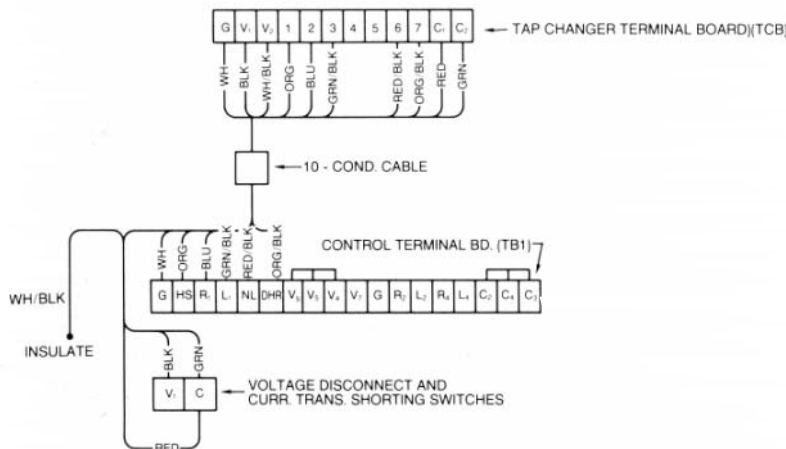 G V₁ V₂ 1 2 3 4 5 6 7 C₁ C₂
TAP CHANGER TERMINAL BOARD)(TCB)
WH BLK WH/BLK ORG BLU GRN/BLK RED/BLK ORG/BLK RED GRN
10 - COND. CABLE
CONTROL TERMINAL BD. (TB1)
WH ORG BLU GRN/BLK RED/BLK ORG/BLK
G HS R₁ L₁ NL DHR V₅ V₄ V₇ G R₂ L₂ R₄ L₄ C₂ C₄ C₃
WH/BLK
INSULATE
BLK GRN
V₁ C
VOLTAGE DISCONNECT AND
CURR. TRANS. SHORTING SWITCHES
RED